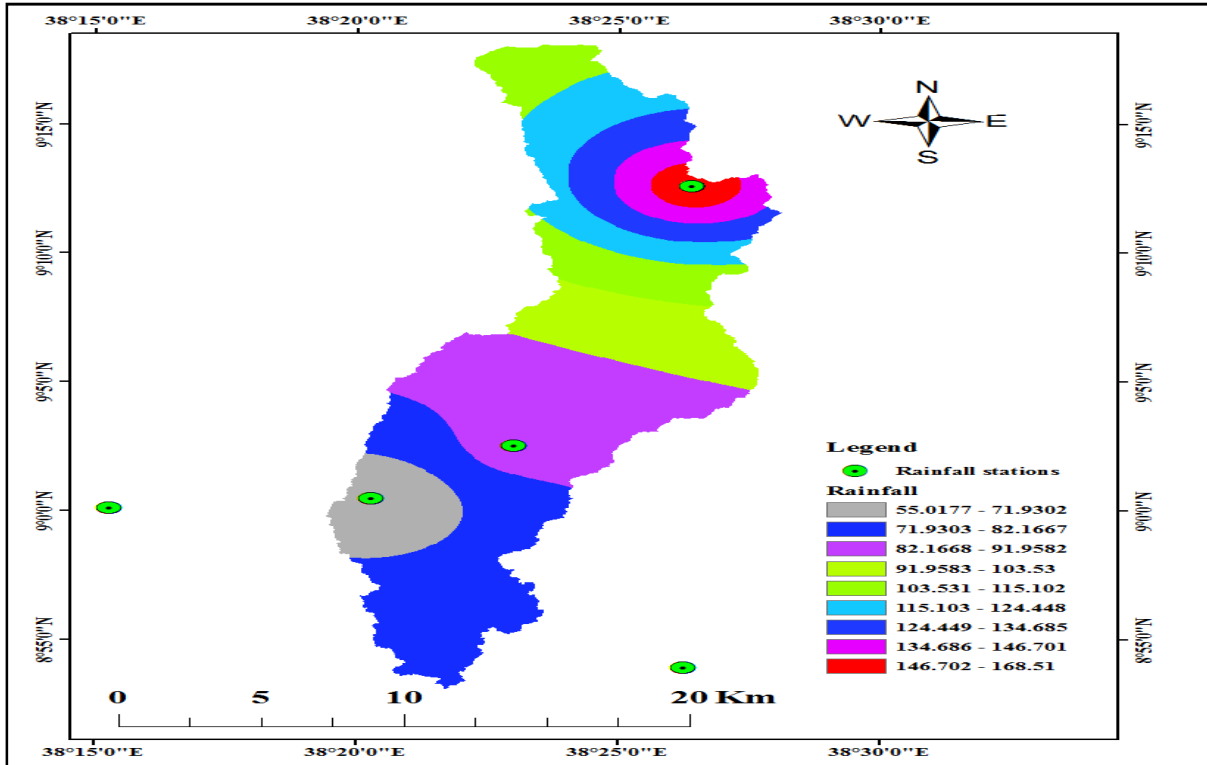 38°15'0"E 38°20'0"E 38°25'0"E 38°30'0"E
N
W E
S
9°15'0"N 9°15'0"N
9°10'0"N 9°10'0"N
9°5'0"N 9°5'0"N
9°0'0"N 9°0'0"N
8°55'0"N 8°55'0"N
Legend
Rainfall stations
Rainfall
55.0177 - 71.9302
71.9303 - 82.1667
82.1668 - 91.9582
91.9583 - 103.53
103.531 - 115.102
115.103 - 124.448
124.449 - 134.685
134.686 - 146.701
146.702 - 168.51
0 5 10 20 Km
38°15'0"E 38°20'0"E 38°25'0"E 38°30'0"E